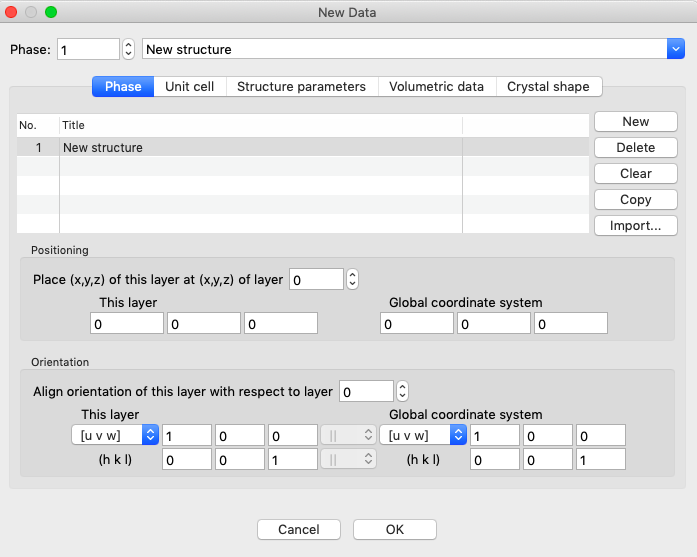 New Data
Phase: 1 New structure
Phase Unit cell Structure parameters Volumetric data Crystal shape
No. Title
1 New structure
New
Delete
Clear
Copy
Import...
Positioning
Place (x,y,z) of this layer at (x,y,z) of layer 0
This layer Global coordinate system
0 0 0 0 0 0
Orientation
Align orientation of this layer with respect to layer 0
This layer Global coordinate system
[u v w] 1 0 0 || [u v w] 1 0 0
(h k l) 0 0 1 || (h k l) 0 0 1
Cancel OK